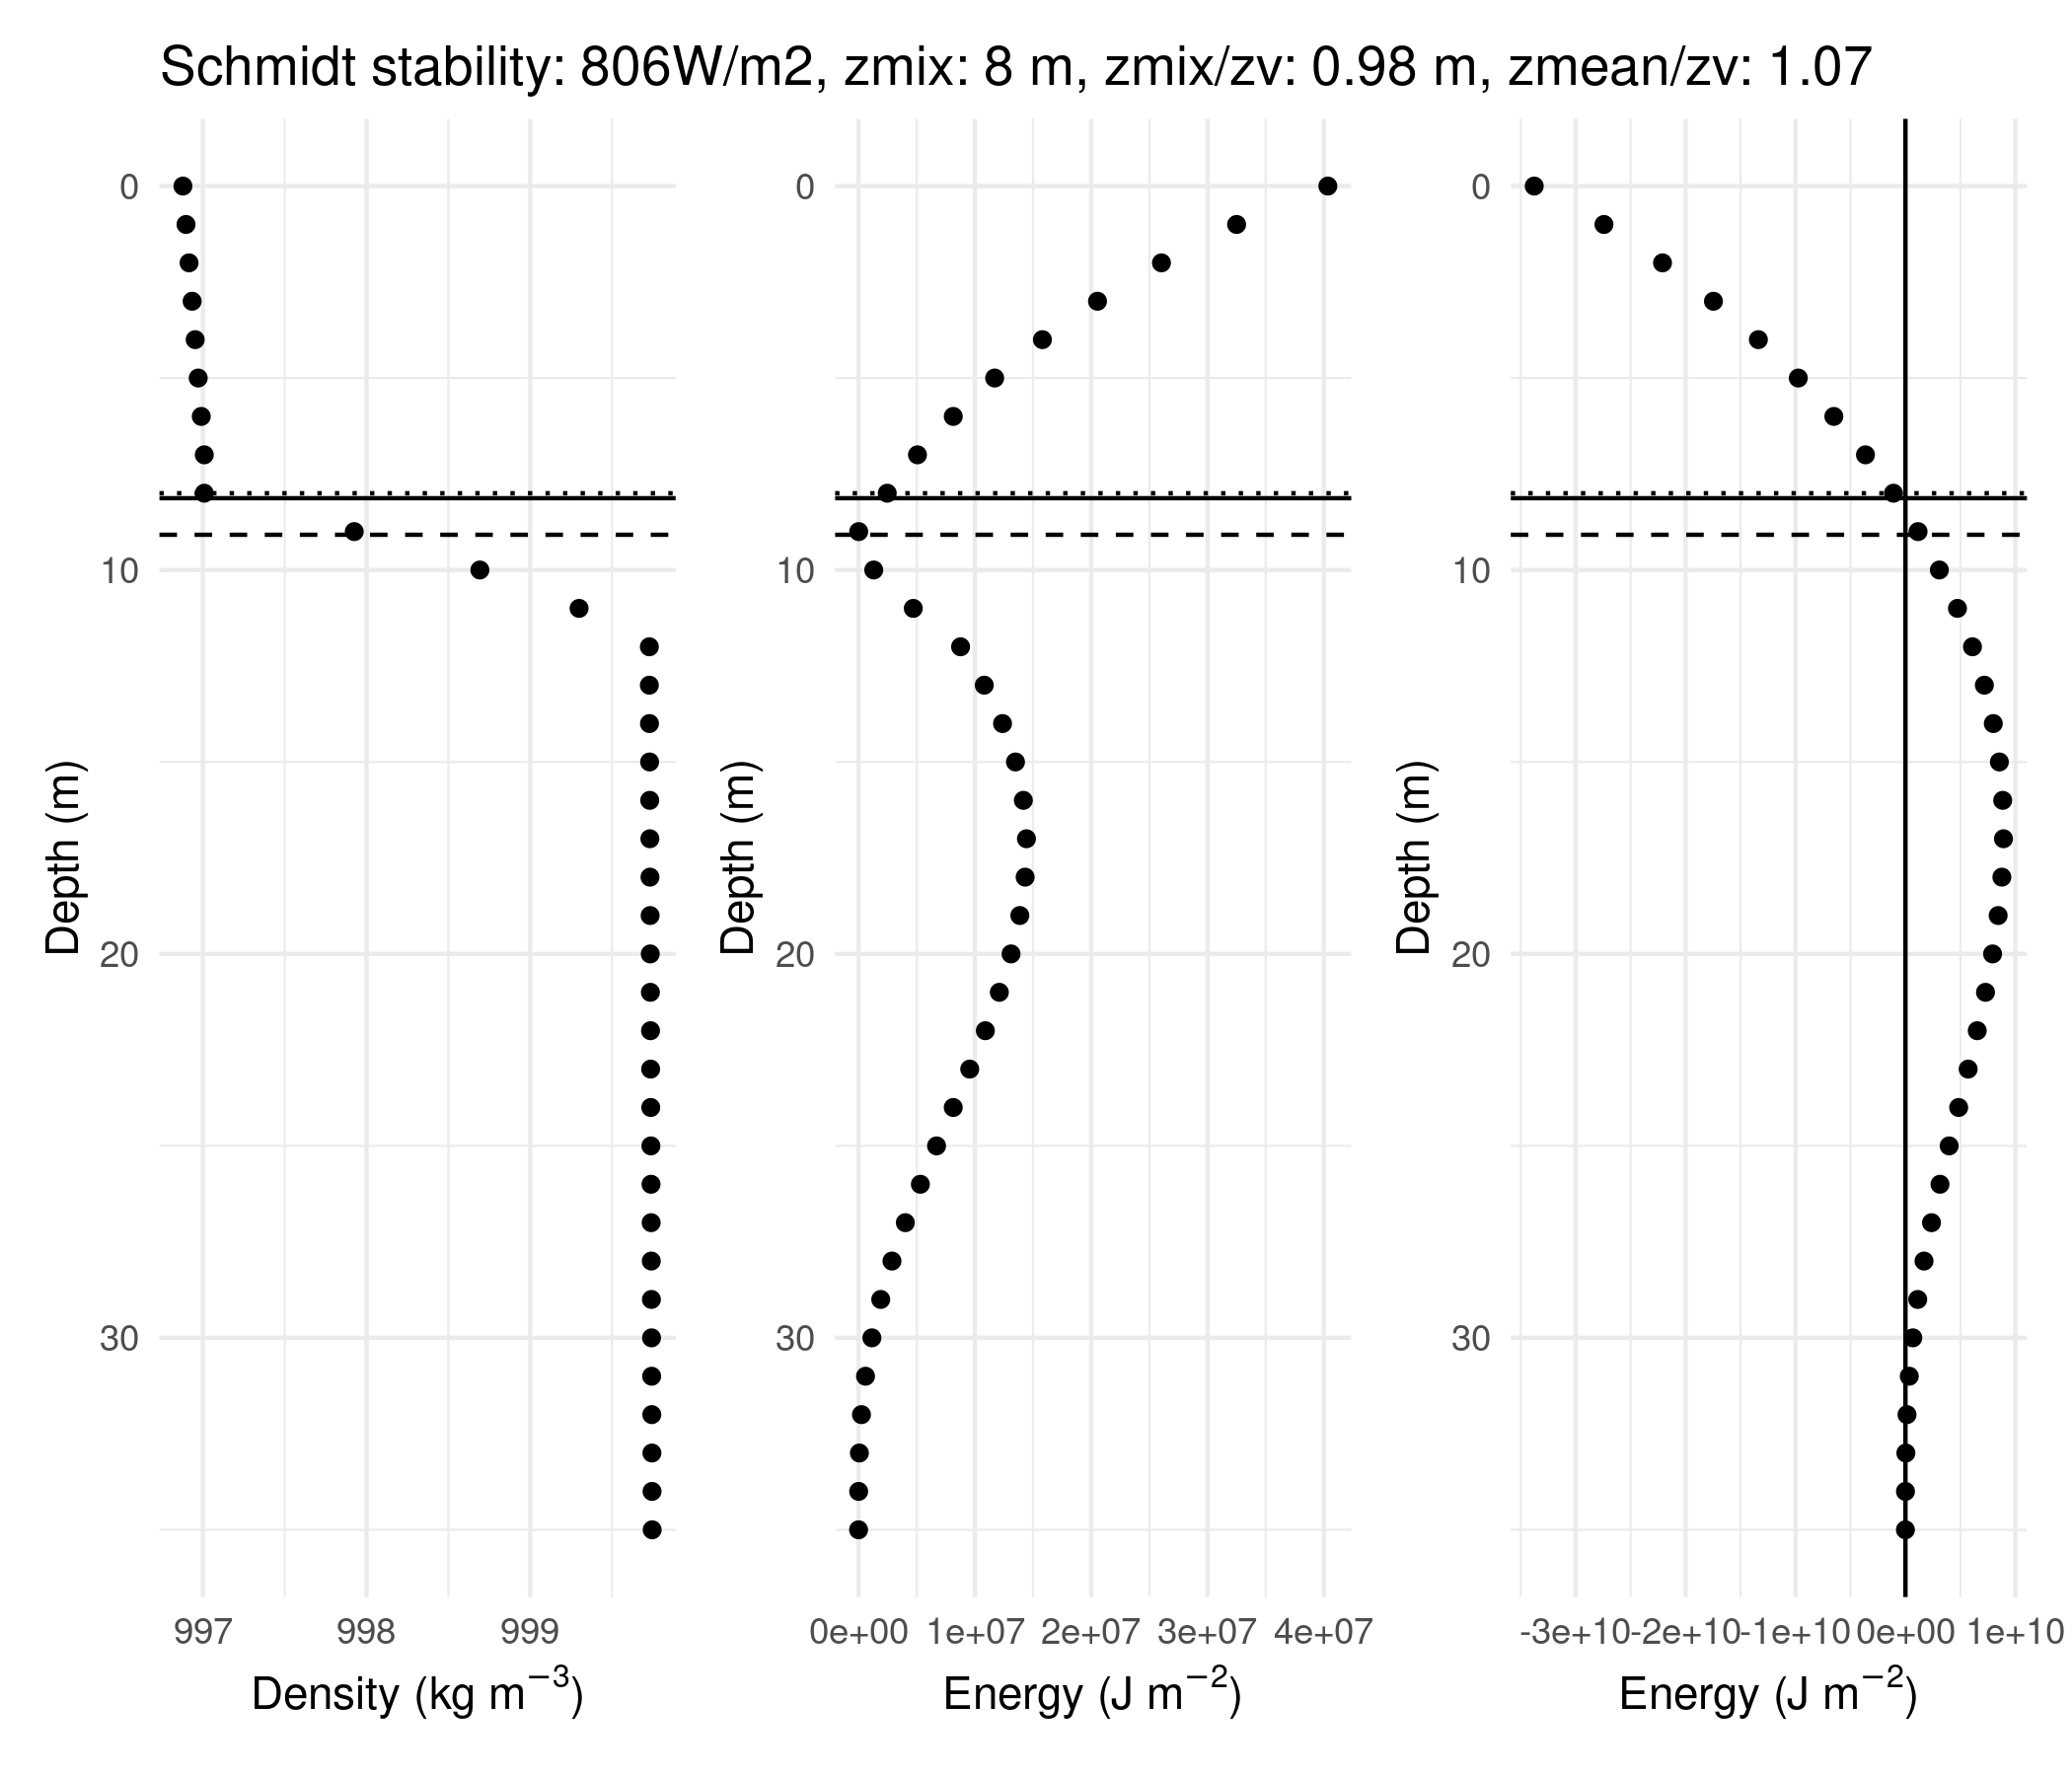 Schmidt stability: 806W/m2, zmix: 8 m, zmix/zv: 0.98 m, zmean/zv: 1.07
0
10
20
30
Depth (m)
997 998 999
Density (kg m−3)
0
10
20
30
Depth (m)
0e+00 1e+07 2e+07 3e+07 4e+07
Energy (J m−2)
0
10
20
30
Depth (m)
-3e+10 -2e+10 -1e+10 0e+00 1e+10
Energy (J m−2)